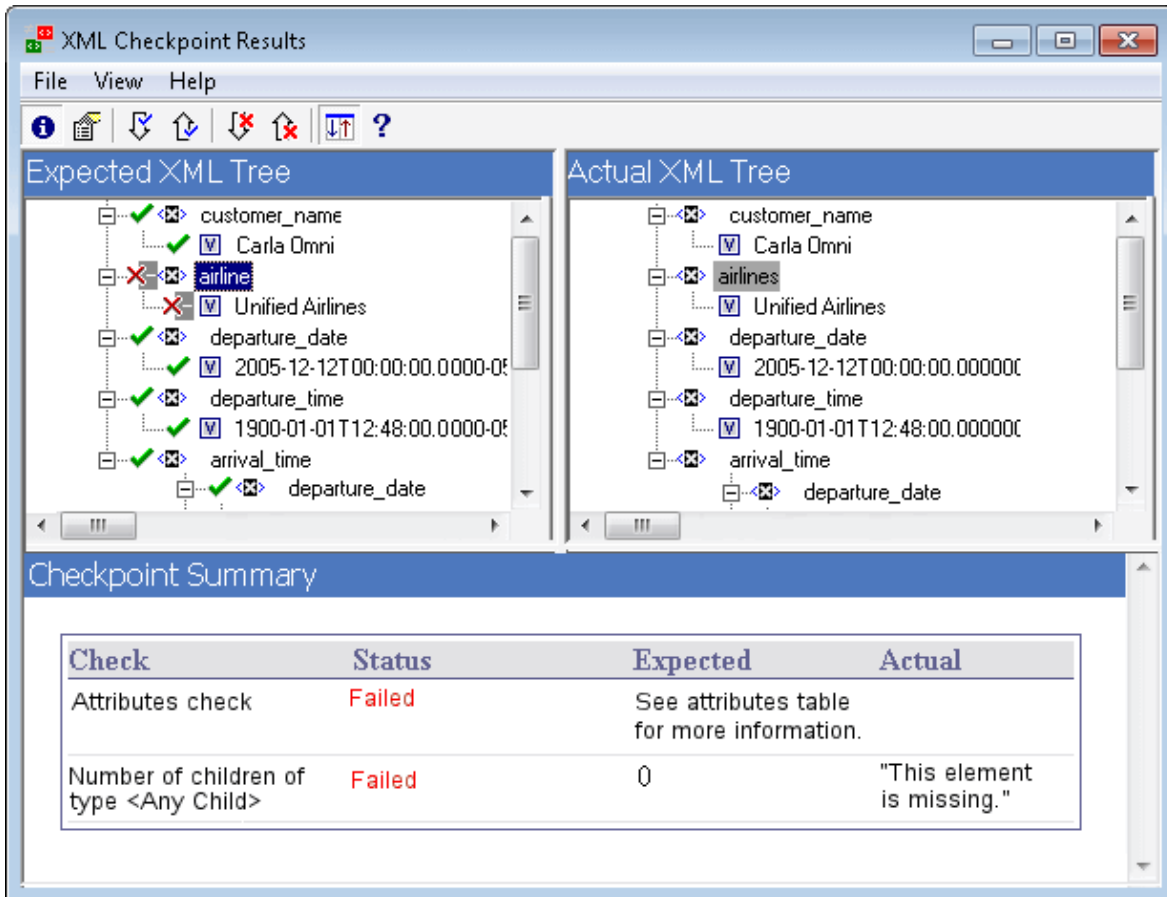 XML Checkpoint Results
File View Help
Expected XML Tree
customer_name
Carla Omni
airline
Unified Airlines
departure_date
2005-12-12T00:00:00.0000-05
departure_time
1900-01-01T12:48:00.0000-05
arrival_time
departure_date
Actual XML Tree
customer_name
Carla Omni
airlines
Unified Airlines
departure_date
2005-12-12T00:00:00.000000
departure_time
1900-01-01T12:48:00.000000
arrival_time
departure_date
Checkpoint Summary
Check Status Expected Actual
Attributes check Failed See attributes table
for more information.
Number of children of
type <Any Child> Failed 0 "This element
is missing."